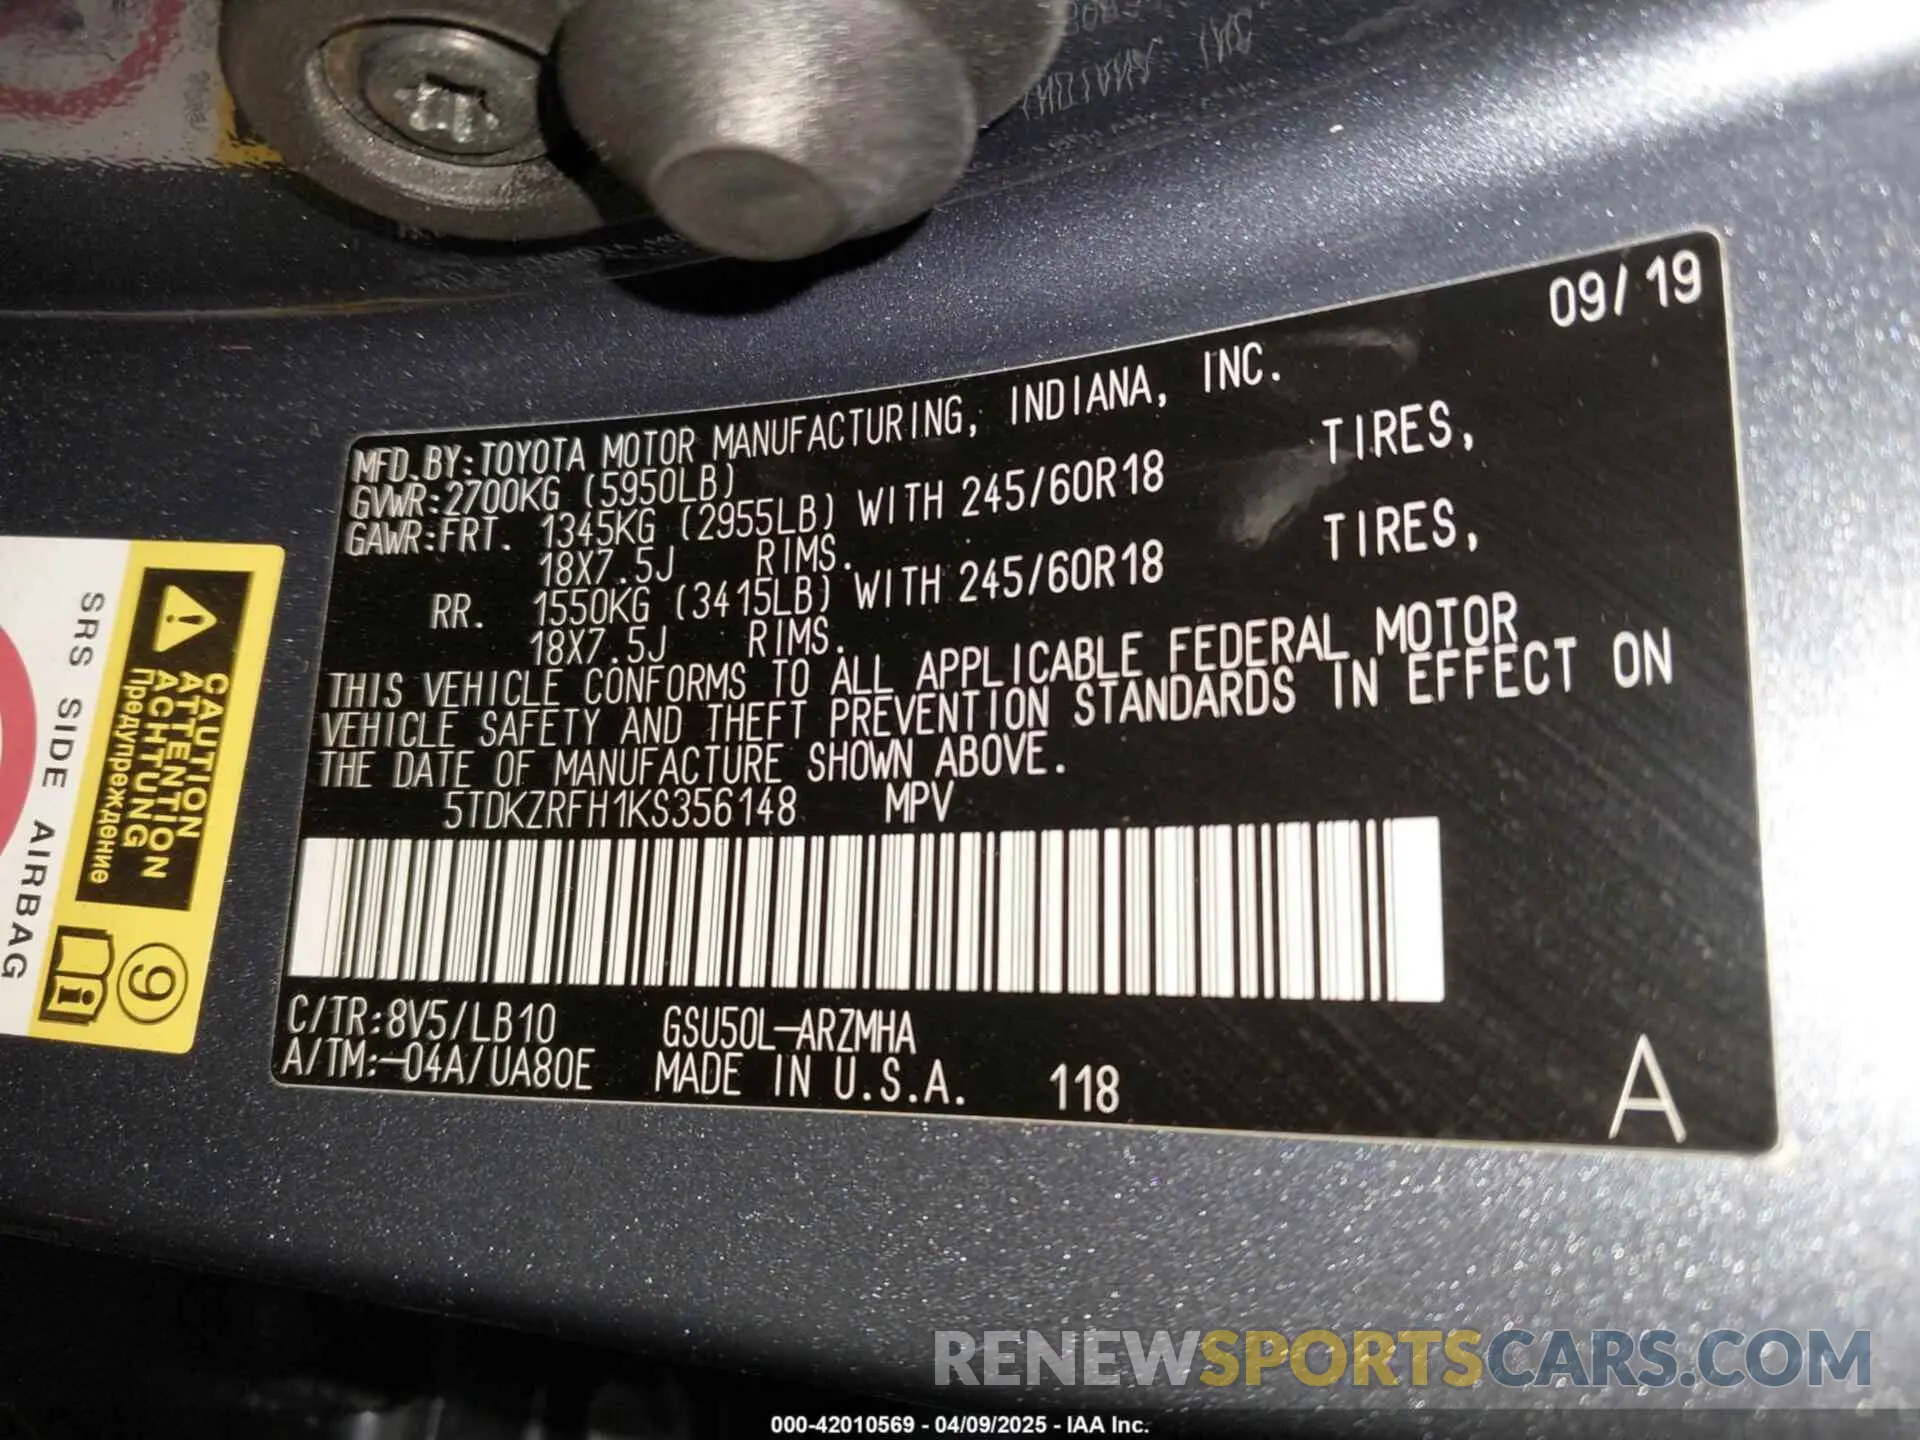 09/19
MFD.BY:TOYOTA MOTOR MANUFACTURING, INDIANA, INC.
GVWR:2700KG (5950LB)
GAWR:FRT. 1345KG (2955LB) WITH 245/60R18 TIRES,
18X7.5J RIMS.
RR. 1550KG (3415LB) WITH 245/60R18 TIRES,
18X7.5J RIMS.
THIS VEHICLE CONFORMS TO ALL APPLICABLE FEDERAL MOTOR
VEHICLE SAFETY AND THEFT PREVENTION STANDARDS IN EFFECT ON
THE DATE OF MANUFACTURE SHOWN ABOVE.
5TDKZRFH1KS356148 MPV
C/TR:8V5/LB10 GSU50L-ARZMHA
A/TM:-04A/UA80E MADE IN U.S.A. 118
A
CAUTION
ATTENTION
ACHTUNG
Предупреждение
SRS SIDE AIRBAG
9
RENEWSPORTSCARS.COM
000-42010569 - 04/09/2025 - IAA Inc.